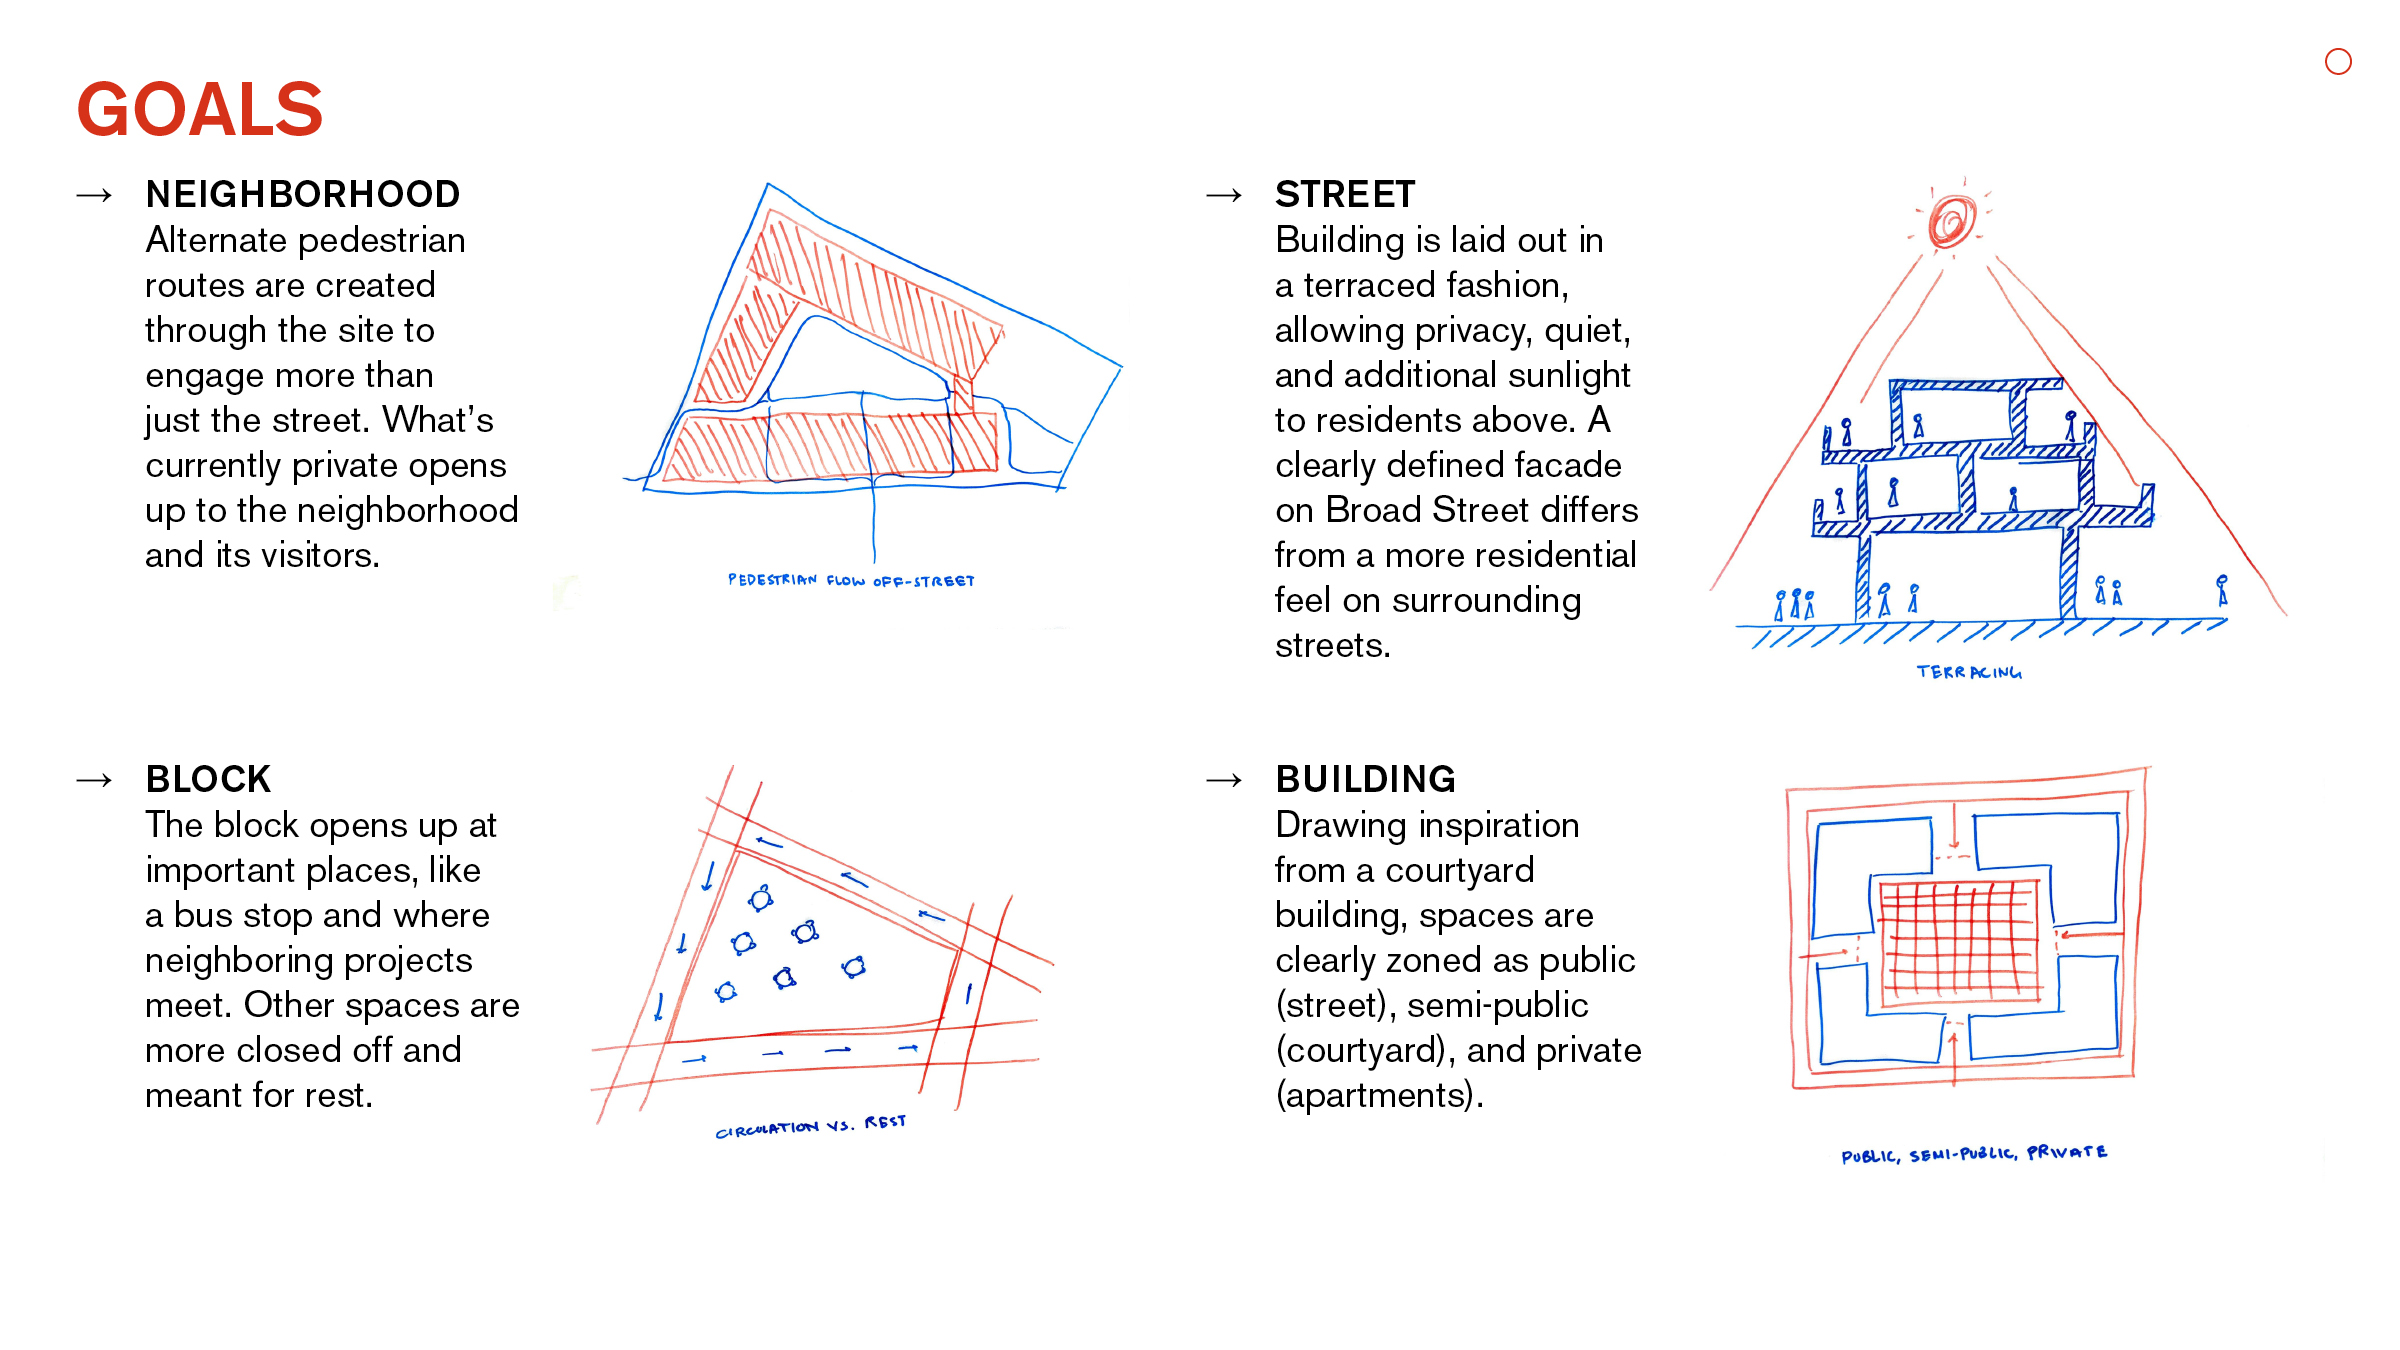 GOALS
→ NEIGHBORHOOD
Alternate pedestrian
routes are created
through the site to
engage more than
just the street. What’s
currently private opens
up to the neighborhood
and its visitors.
PEDESTRIAN FLOW OFF-STREET
→ STREET
Building is laid out in
a terraced fashion,
allowing privacy, quiet,
and additional sunlight
to residents above. A
clearly defined facade
on Broad Street differs
from a more residential
feel on surrounding
streets.
TERRACING
→ BLOCK
The block opens up at
important places, like
a bus stop and where
neighboring projects
meet. Other spaces are
more closed off and
meant for rest.
CIRCULATION VS. REST
→ BUILDING
Drawing inspiration
from a courtyard
building, spaces are
clearly zoned as public
(street), semi-public
(courtyard), and private
(apartments).
PUBLIC, SEMI-PUBLIC, PRIVATE